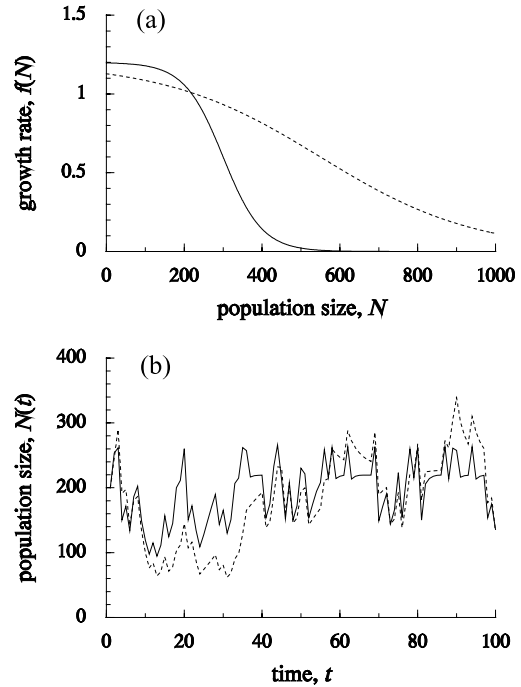 (a)
1.5
1
0.5
0
growth rate, f(N)
0 200 400 600 800 1000
population size, N
(b)
400
300
200
100
0
population size, N(t)
0 20 40 60 80 100
time, t